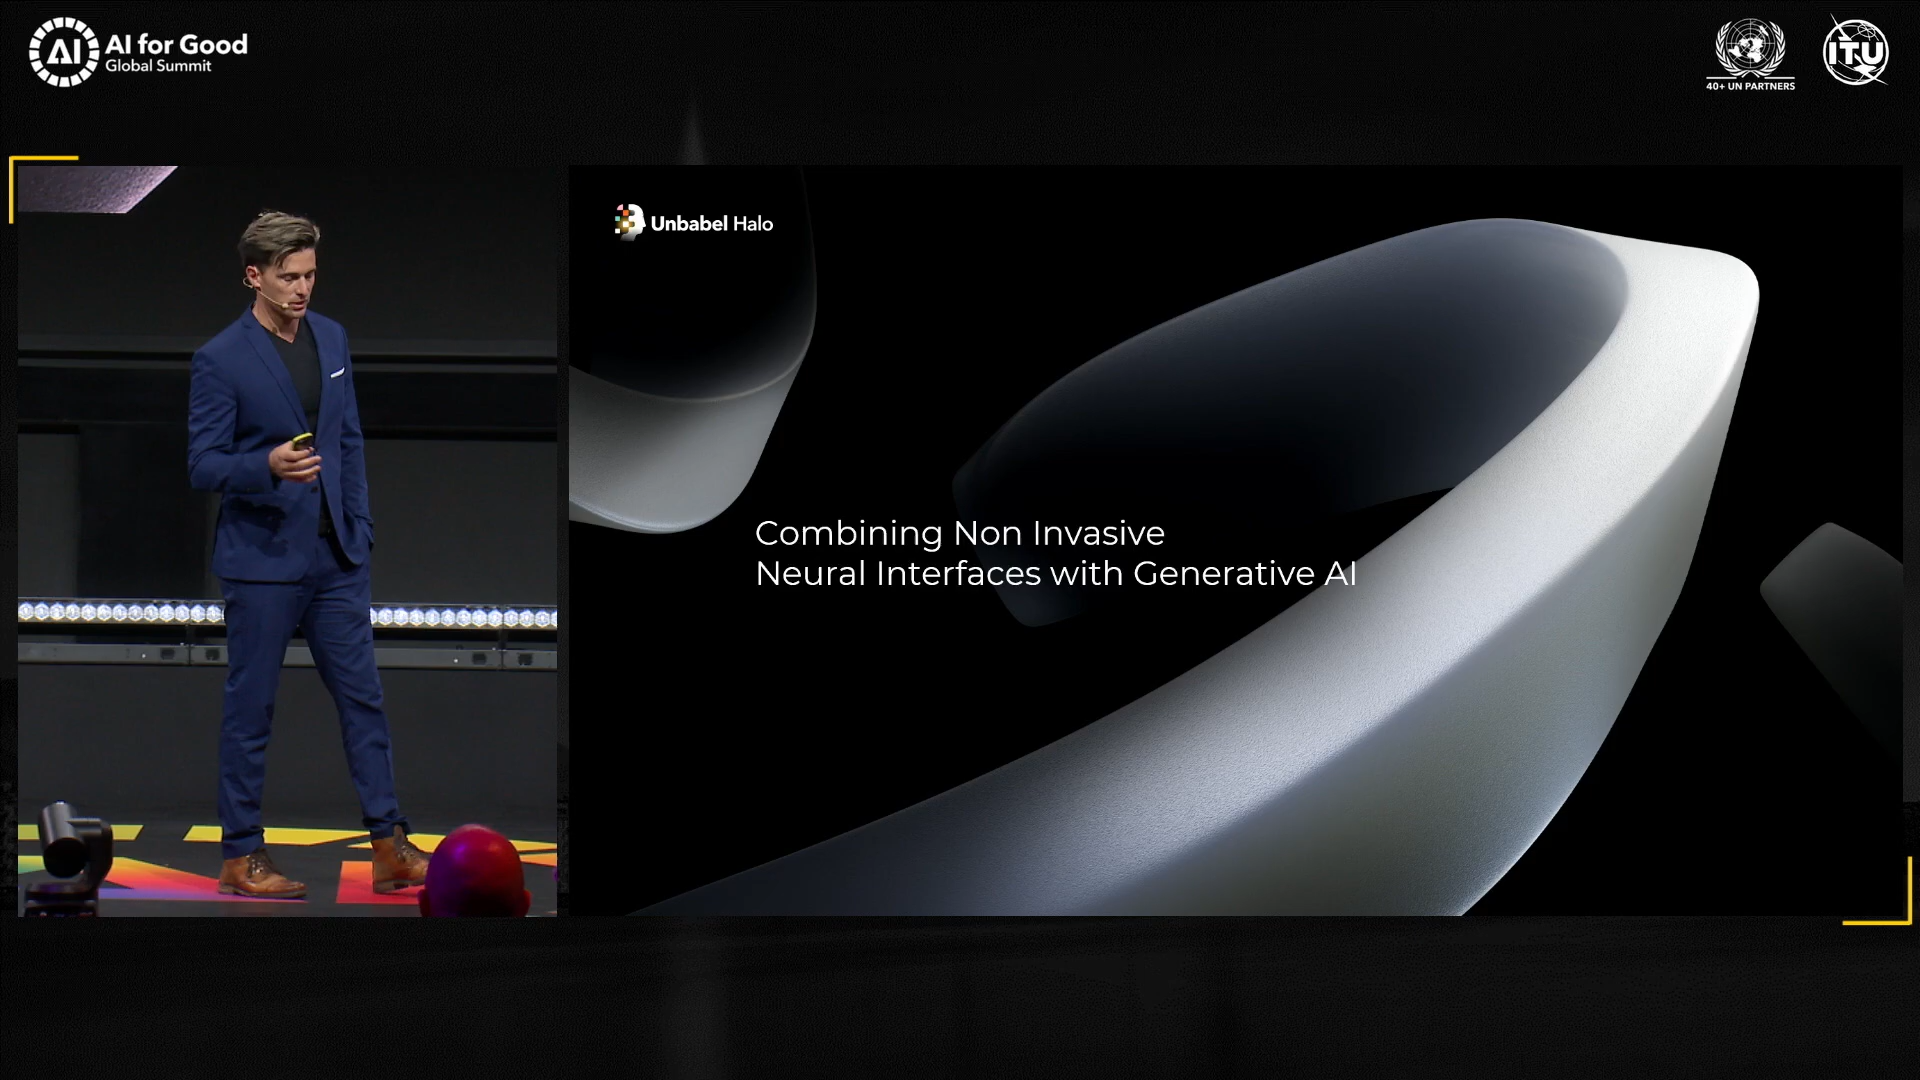 AI
AI for Good
Global Summit
40+ UN PARTNERS
ITU
Unbabel Halo
Combining Non Invasive
Neural Interfaces with Generative AI